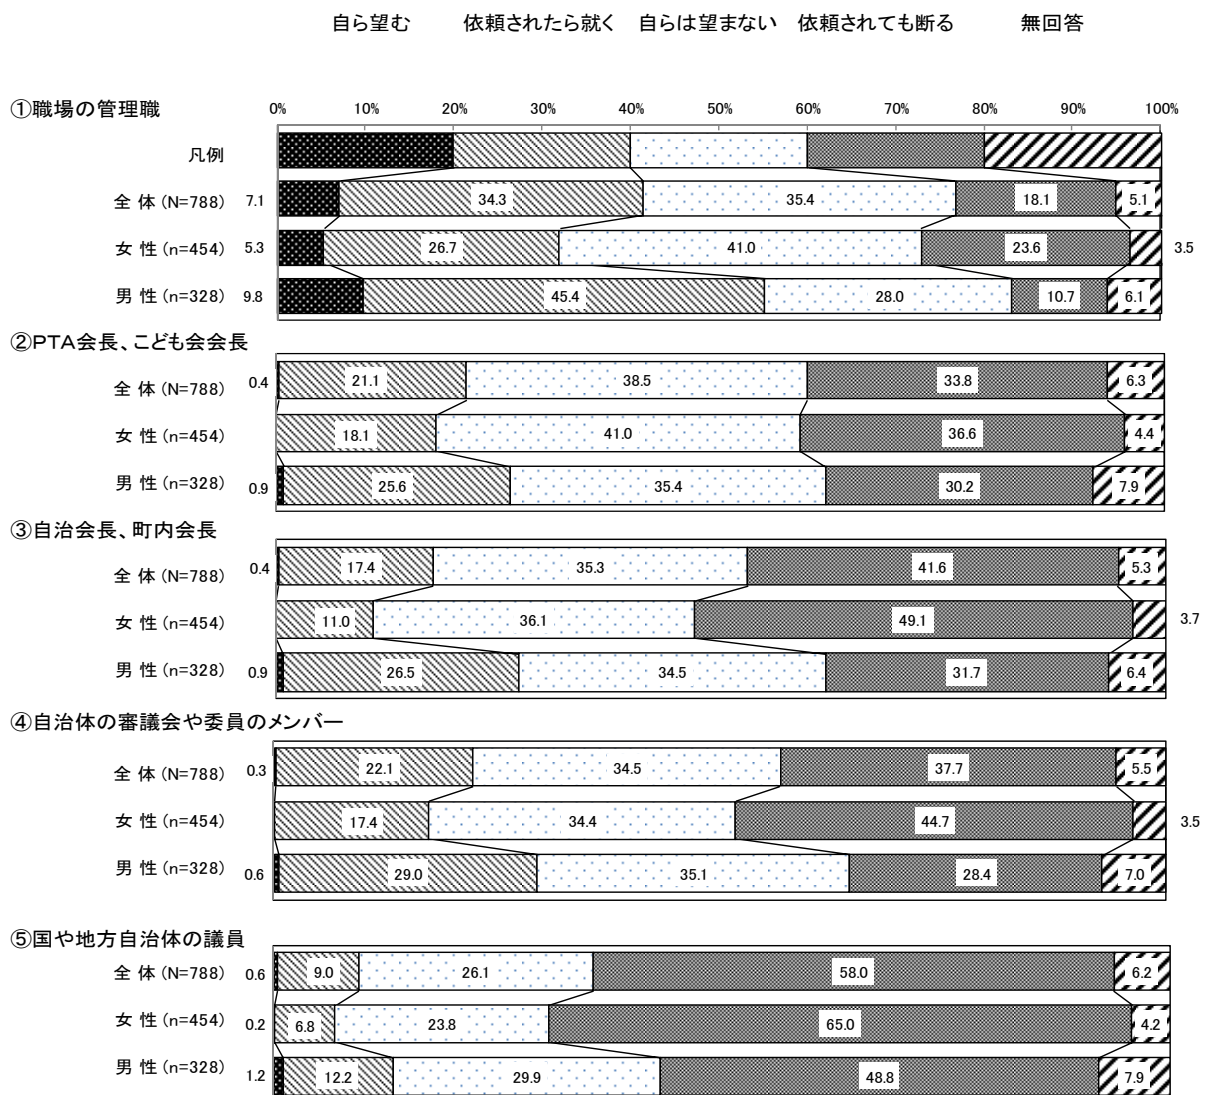 自ら望む 依頼されたら就く 自らは望まない 依頼されても断る 無回答
①職場の管理職 0% 10% 20% 30% 40% 50% 60% 70% 80% 90% 100%
凡例
全 体 (N=788) 7.1 34.3 35.4 18.1 5.1
女 性 (n=454) 5.3 26.7 41.0 23.6 3.5
男 性 (n=328) 9.8 45.4 28.0 10.7 6.1
②PTA会長、こども会会長
全 体 (N=788) 0.4 21.1 38.5 33.8 6.3
女 性 (n=454) 18.1 41.0 36.6 4.4
男 性 (n=328) 0.9 25.6 35.4 30.2 7.9
③自治会長、町内会長
全 体 (N=788) 0.4 17.4 35.3 41.6 5.3
女 性 (n=454) 11.0 36.1 49.1 3.7
男 性 (n=328) 0.9 26.5 34.5 31.7 6.4
④自治体の審議会や委員のメンバー
全 体 (N=788) 0.3 22.1 34.5 37.7 5.5
女 性 (n=454) 17.4 34.4 44.7 3.5
男 性 (n=328) 0.6 29.0 35.1 28.4 7.0
⑤国や地方自治体の議員
全 体 (N=788) 0.6 9.0 26.1 58.0 6.2
女 性 (n=454) 0.2 6.8 23.8 65.0 4.2
男 性 (n=328) 1.2 12.2 29.9 48.8 7.9